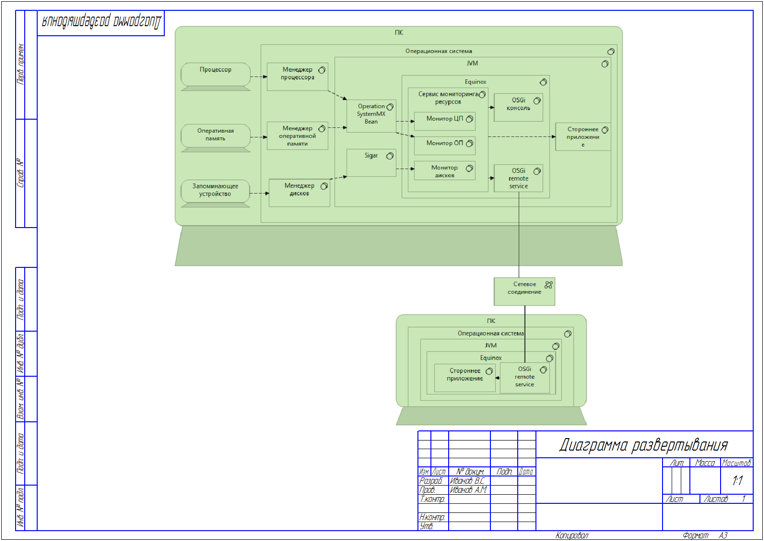 Диаграмма развертывания
Перв. примен.
Справ. №
Подп. и дата
Инв. № дубл.
Взам. инв. №
Подп. и дата
Инв. № подл.
ПК
Операционная система
JVM
Equinox
Процессор
Менеджер
процессора
Operation
SystemMX
Bean
Сервис мониторинга
ресурсов
Монитор ЦП
Монитор ОП
Монитор
дисков
OSGi
консоль
Стороннее
приложени
е
Оперативная
память
Менеджер
оперативной
памяти
Sigar
Запоминающее
устройство
Менеджер
дисков
OSGi
remote
service
Сетевое
соединение
ПК
Операционная система
JVM
Equinox
Стороннее
приложение
OSGi
remote
service
Диаграмма развертывания
Изм. Лист № докум. Подп. Дата
Разраб. Иванов В.С.
Пров. Иванов А.М.
Т.контр.
Н.контр.
Утв.
Лит. Масса Масштаб
1:1
Лист Листов 1
Копировал Формат А3